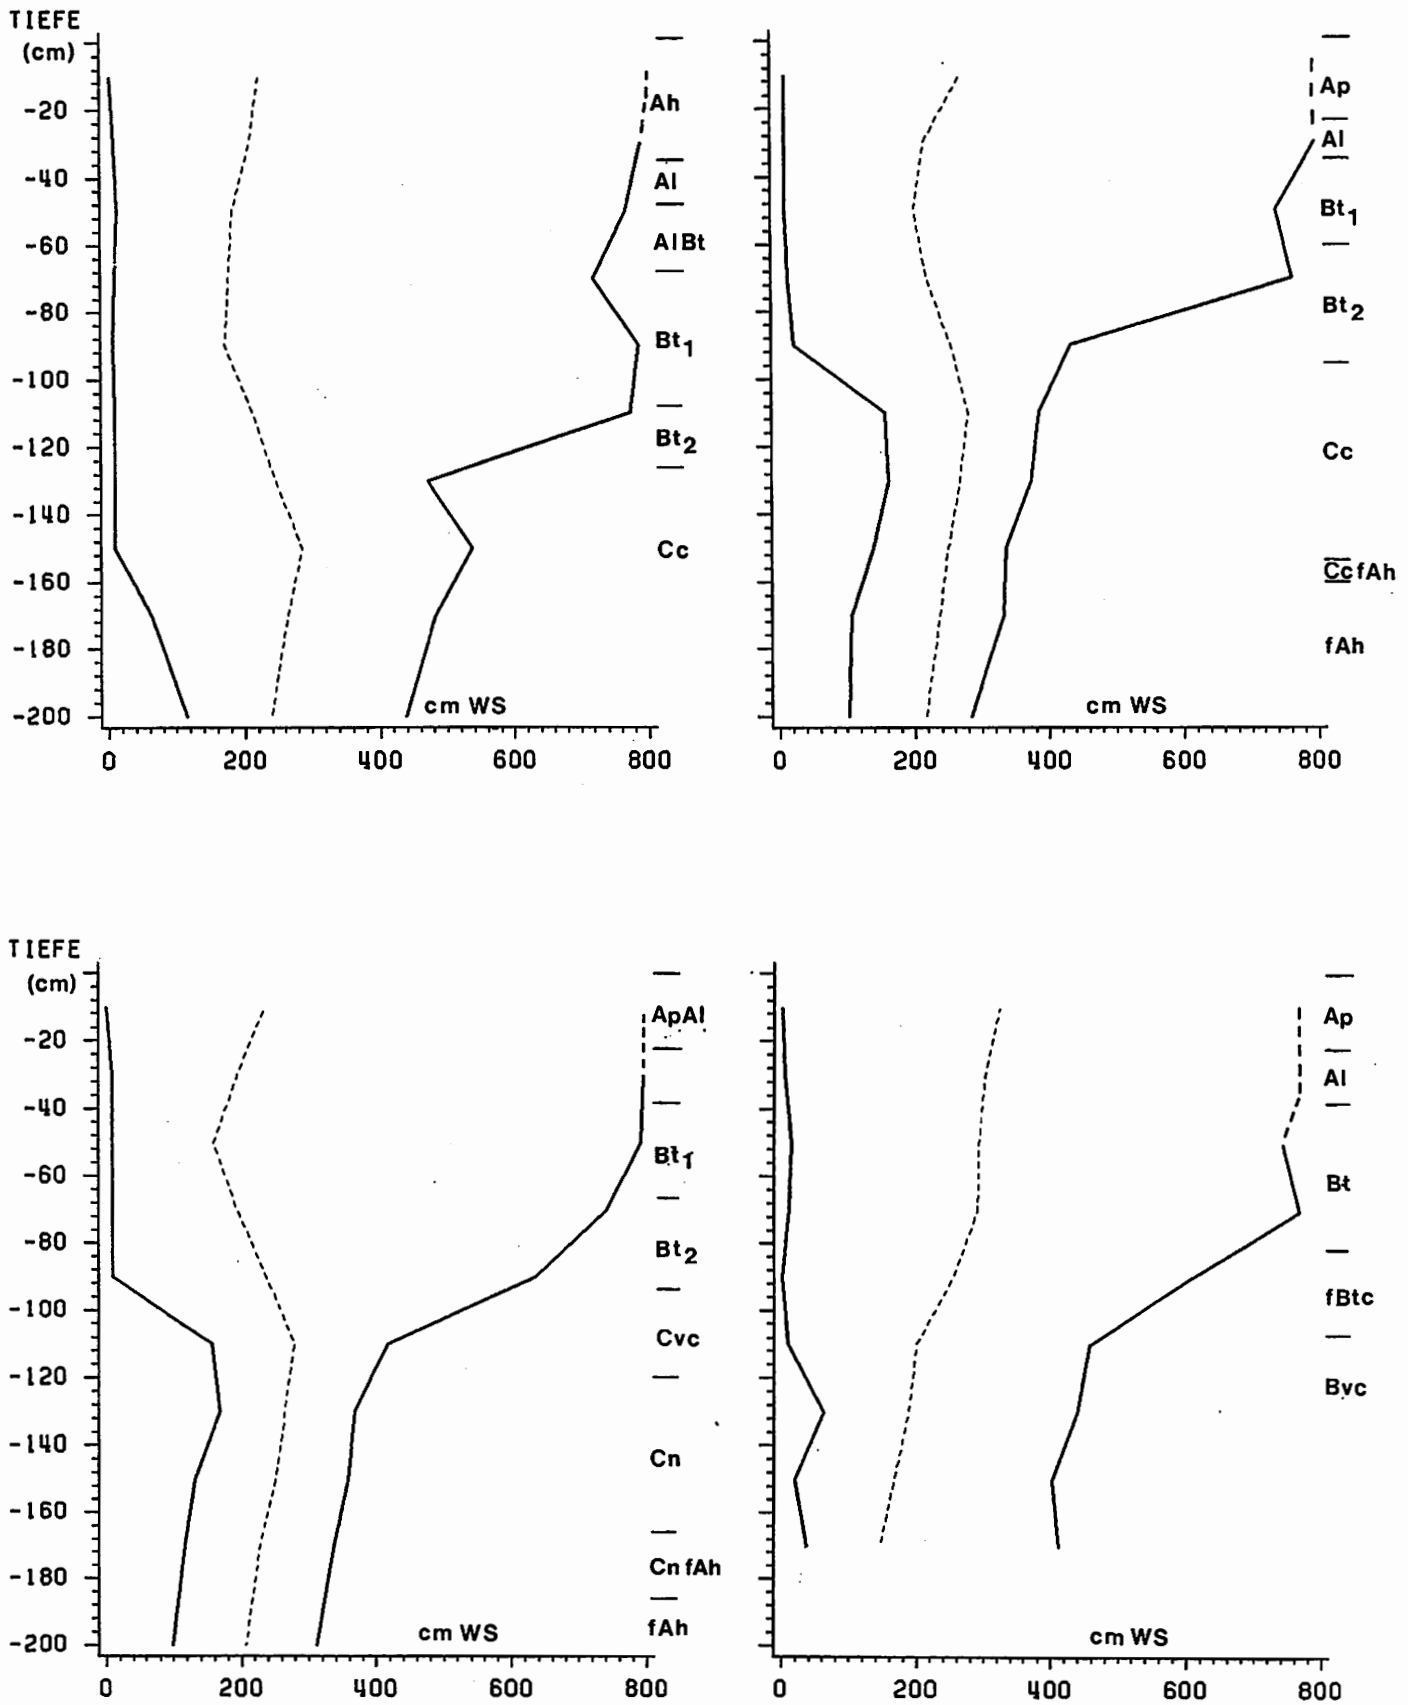 TIEFE
(cm)
-20
-40
-60
-80
-100
-120
-140
-160
-180
-200
Ah
Al
AlBt
Bt1
Bt2
Cc
cm WS
0 200 400 600 800
Ap
Al
Bt1
Bt2
Cc
CcfAh
fAh
cm WS
0 200 400 600 800
TIEFE
(cm)
-20
-40
-60
-80
-100
-120
-140
-160
-180
-200
ApAl
Bt1
Bt2
Cvc
Cn
Cn fAh
fAh
cm WS
0 200 400 600 800
Ap
Al
Bt
fBtc
Bvc
cm WS
0 200 400 600 800